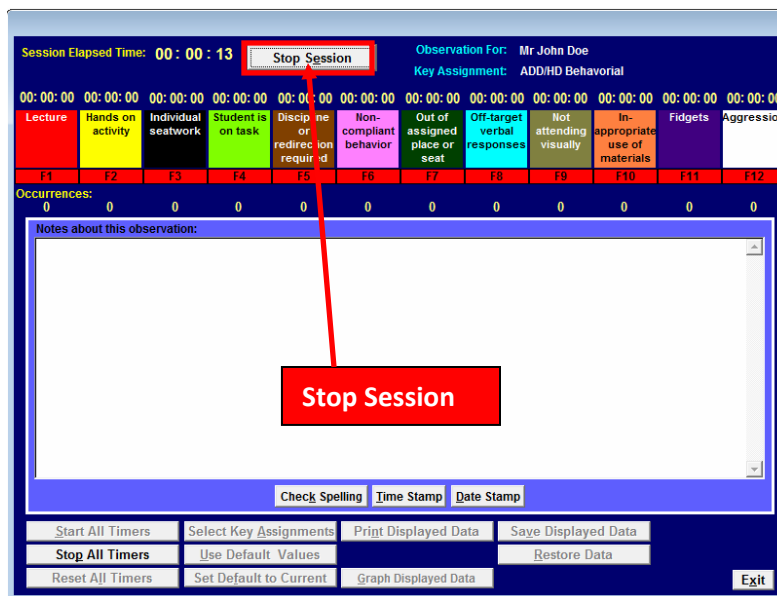 Session Elapsed Time: 00 : 00 : 13 Stop Session Observation For: Mr John Doe
Key Assignment: ADD/HD Behavorial
00:00:00 00:00:00 00:00:00 00:00:00 00:00:00 00:00:00 00:00:00 00:00:00 00:00:00 00:00:00 00:00:00 00:00:00
Lecture
Hands on
activity
Individual
seatwork
Student is
on task
Discipline
or
redirection
required
Non-
compliant
behavior
Out of
assigned
place or
seat
Off-target
verbal
responses
Not
attending
visually
In-
appropriate
use of
materials
Fidgets
Aggressio
F1 F2 F3 F4 F5 F6 F7 F8 F9 F10 F11 F12
Occurrences:
0 0 0 0 0 0 0 0 0 0 0 0
Notes about this observation:
Stop Session
Check Spelling Time Stamp Date Stamp
Start All Timers Select Key Assignments Print Displayed Data Save Displayed Data
Stop All Timers Use Default Values Restore Data
Reset All Timers Set Default to Current Graph Displayed Data Exit